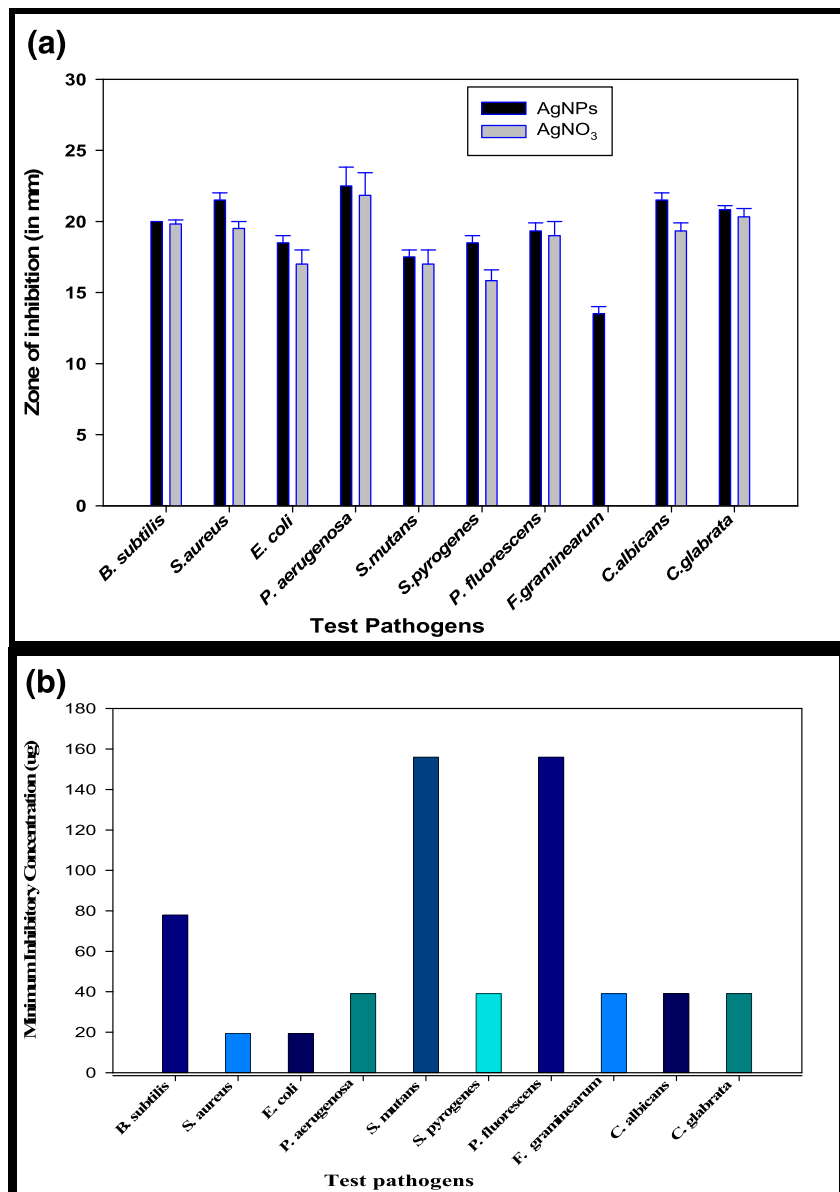 (a)
30
25
20
15
10
5
0
Zone of inhibition (in mm)
AgNPs
AgNO₃
B. subtilis
S.aureus
E. coli
P. aerugenosa
S.mutans
S.pyrogenes
P. fluorescens
F.graminearum
C.albicans
C.glabrata
Test Pathogens
(b)
180
160
140
120
100
80
60
40
20
0
Minimum Inhibitory Concentration (ug)
B. subtilis
S. aureus
E. coli
P. aerugenosa
S. mutans
S. pyrogenes
P. fluorescens
F. graminearum
C. albicans
C. glabrata
Test pathogens